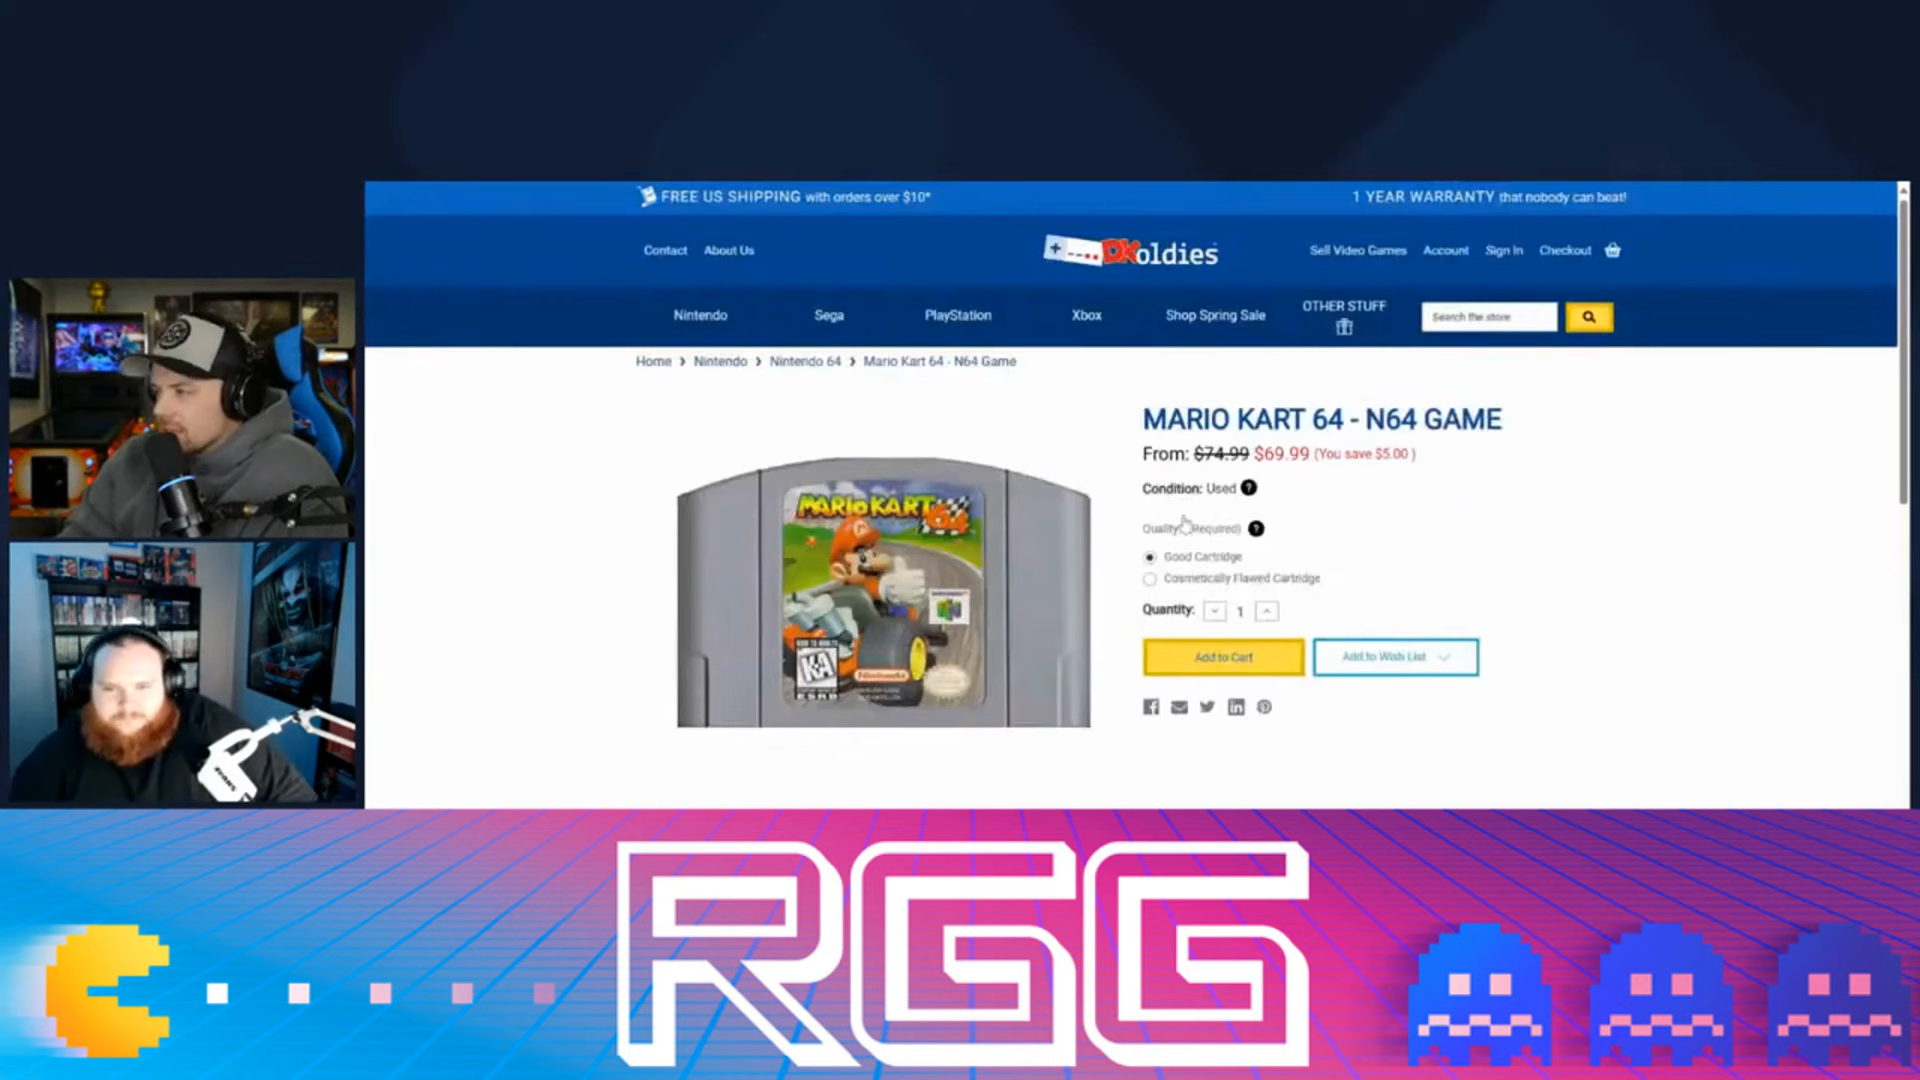 FREE US SHIPPING with orders over $10*
1 YEAR WARRANTY that nobody can beat!
Contact About Us
DKoldies
Sell Video Games Account Sign In Checkout
Nintendo Sega PlayStation Xbox Shop Spring Sale OTHER STUFF
Search the store
Home > Nintendo > Nintendo 64 > Mario Kart 64 - N64 Game
MARIO KART 64 - N64 GAME
From: $74.99 $69.99 (You save $5.00 )
Condition: Used ?
Quality: (Required) ?
Good Cartridge
Cosmetically Flawed Cartridge
Quantity: 1
Add to Cart
Add to Wish List
MARIO KART 64
KA
ESRB
Nintendo
RGG